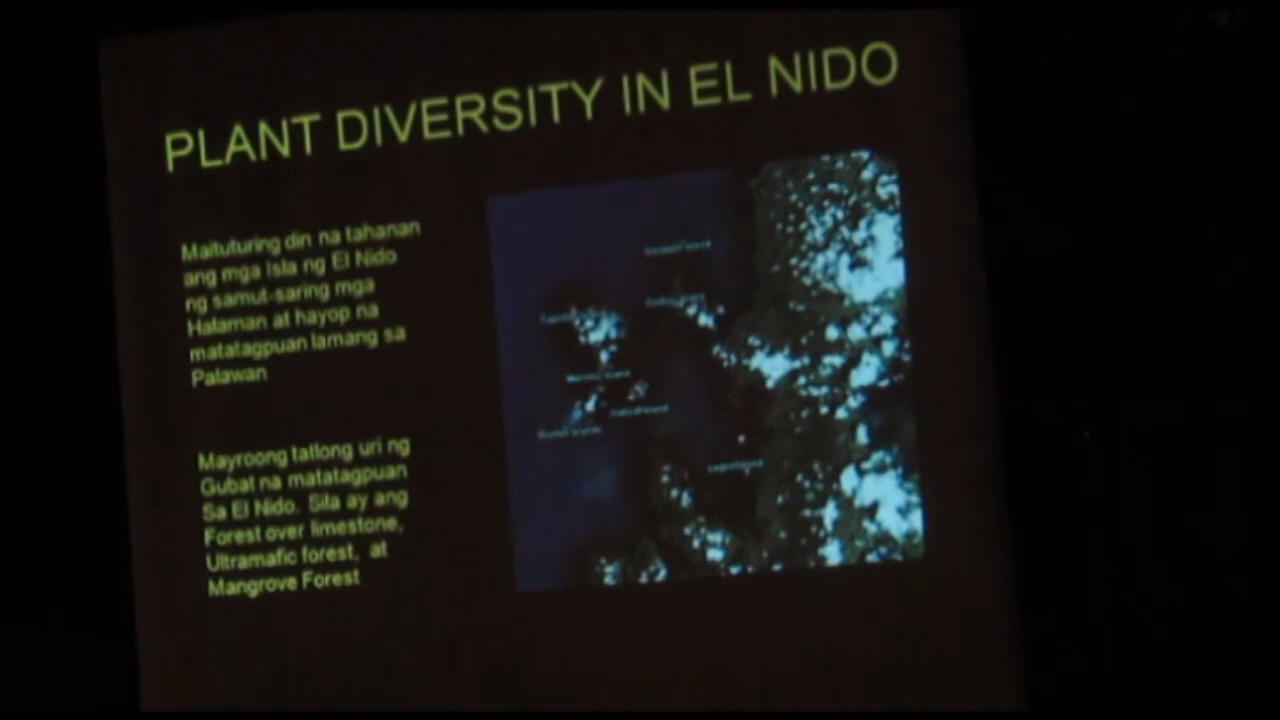 PLANT DIVERSITY IN EL NIDO
Maituturing din na tahanan
ang mga Isla ng El Nido
ng samut-saring mga
Halaman at hayop na
matatagpuan lamang sa
Palawan
Mayroong tatlong uri ng
Gubat na matatagpuan
Sa El Nido. Sila ay ang
Forest over limestone,
Ultramafic forest, at
Mangrove Forest